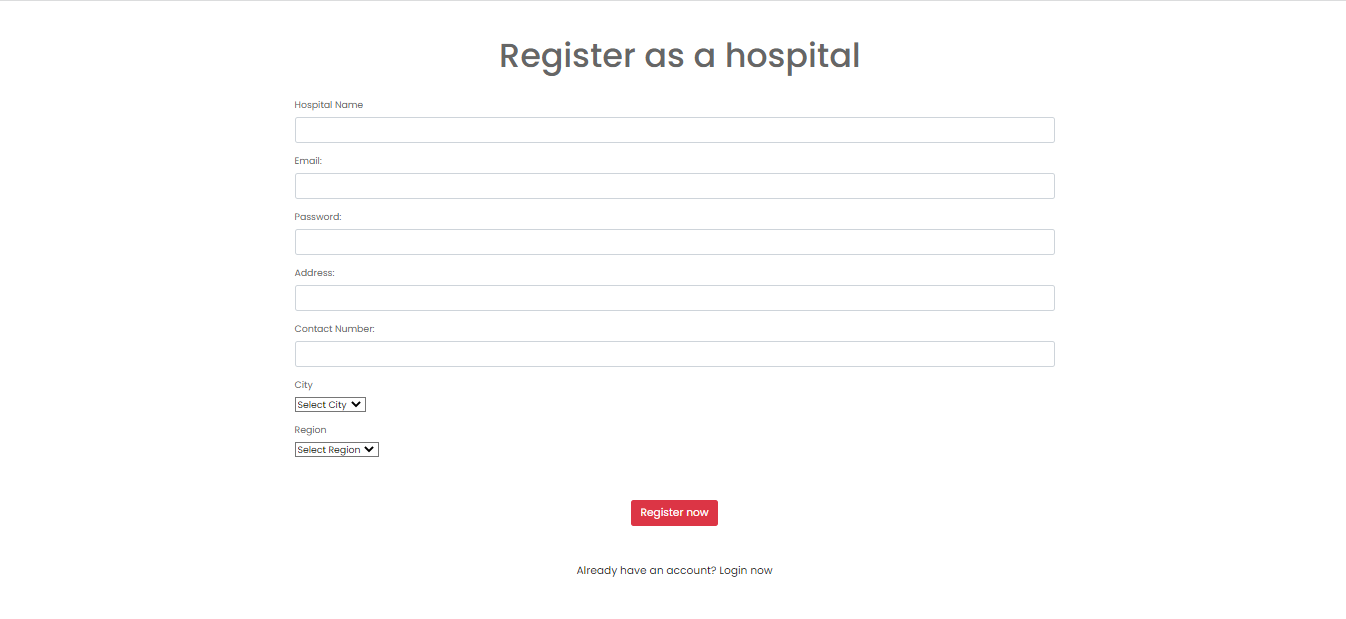 Register as a hospital
Hospital Name
Email:
Password:
Address:
Contact Number:
City
Select City
Region
Select Region
Register now
Already have an account? Login now